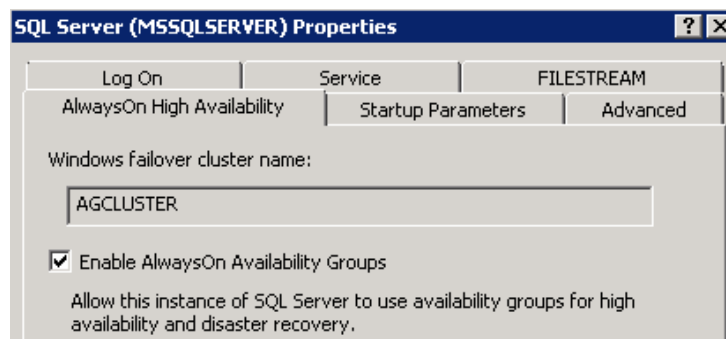 SQL Server (MSSQLSERVER) Properties
Log On Service FILESTREAM
AlwaysOn High Availability Startup Parameters Advanced
Windows failover cluster name:
AGCLUSTER
Enable AlwaysOn Availability Groups
Allow this instance of SQL Server to use availability groups for high
availability and disaster recovery.